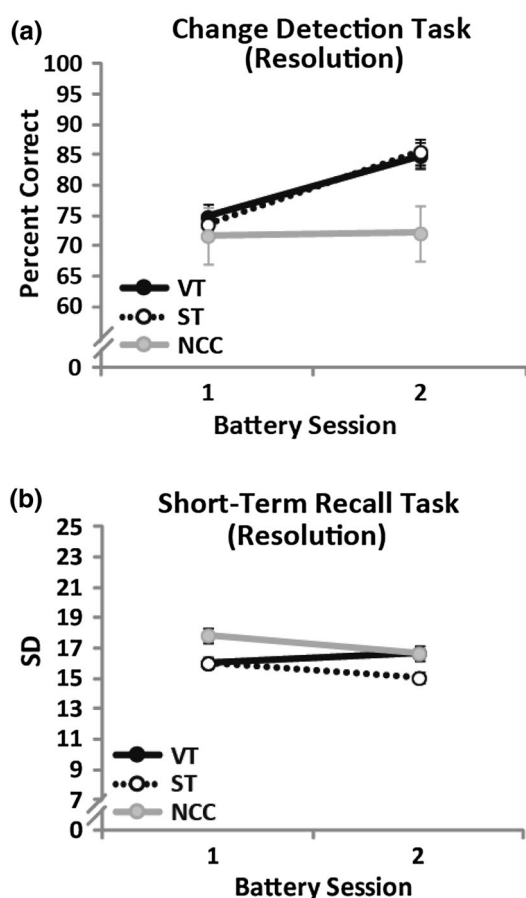 (a)
Change Detection Task
(Resolution)
100
95
90
85
80
75
70
65
60
0
Percent Correct
VT
ST
NCC
1 2
Battery Session
(b)
Short-Term Recall Task
(Resolution)
25
23
21
19
17
15
13
11
9
7
0
SD
VT
ST
NCC
1 2
Battery Session